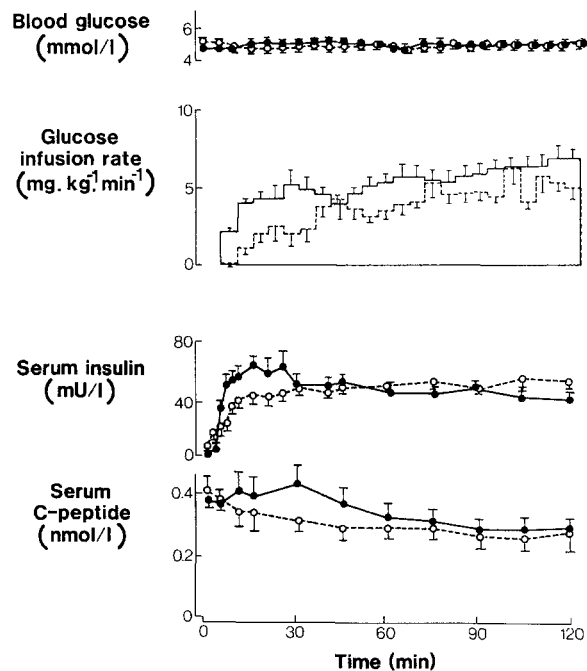 Blood glucose
(mmol/l)
6
4
10
Glucose
infusion rate
(mg. kg⁻¹ min⁻¹)
5
0
80
Serum insulin
(mU/l)
40
0
0.4
Serum
C-peptide
(nmol/l)
0.2
0
0
30
60
90
120
Time (min)